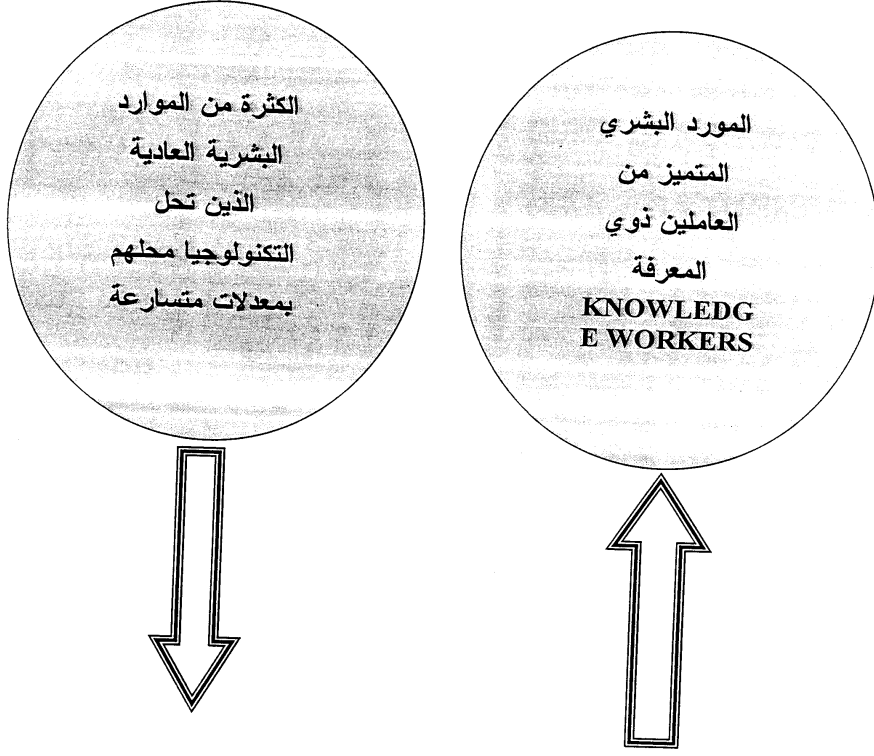 المورد البشري
المتميز من
العاملين ذوي
المعرفة
KNOWLEDG
E WORKERS
الكثرة من الموارد
البشرية العادية
الذين تحل
التكنولوجيا محلهم
بمعدلات متسارعة